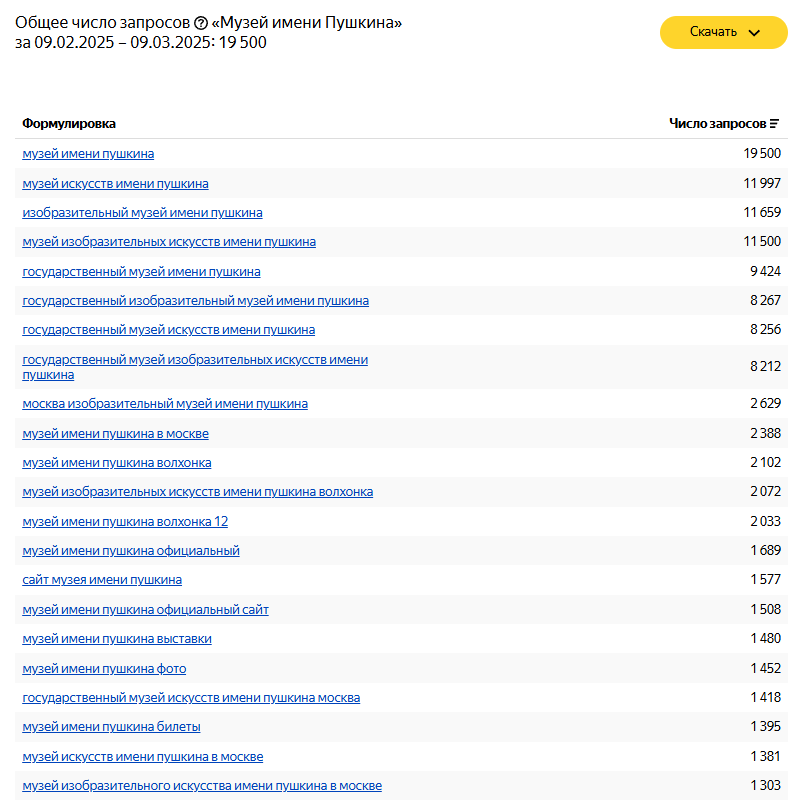 Общее число запросов ? «Музей имени Пушкина»
за 09.02.2025 – 09.03.2025: 19 500
Скачать
Формулировка Число запросов
музей имени пушкина 19 500
музей искусств имени пушкина 11 997
изобразительный музей имени пушкина 11 659
музей изобразительных искусств имени пушкина 11 500
государственный музей имени пушкина 9 424
государственный изобразительный музей имени пушкина 8 267
государственный музей искусств имени пушкина 8 256
государственный музей изобразительных искусств имени
пушкина 8 212
москва изобразительный музей имени пушкина 2 629
музей имени пушкина в москве 2 388
музей имени пушкина волхонка 2 102
музей изобразительных искусств имени пушкина волхонка 2 072
музей имени пушкина волхонка 12 2 033
музей имени пушкина официальный 1 689
сайт музея имени пушкина 1 577
музей имени пушкина официальный сайт 1 508
музей имени пушкина выставки 1 480
музей имени пушкина фото 1 452
государственный музей искусств имени пушкина москва 1 418
музей имени пушкина билеты 1 395
музей искусств имени пушкина в москве 1 381
музей изобразительного искусства имени пушкина в москве 1 303